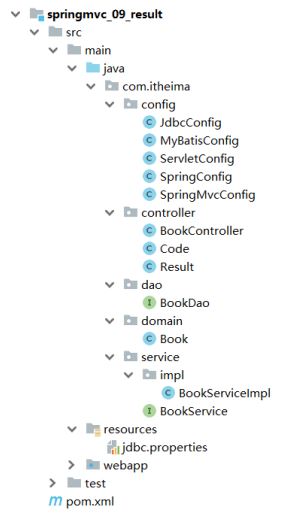 springmvc_09_result
src
main
java
com.itheima
config
JdbcConfig
MyBatisConfig
ServletConfig
SpringConfig
SpringMvcConfig
controller
BookController
Code
Result
dao
BookDao
domain
Book
service
impl
BookServiceImpl
BookService
resources
jdbc.properties
webapp
test
pom.xml